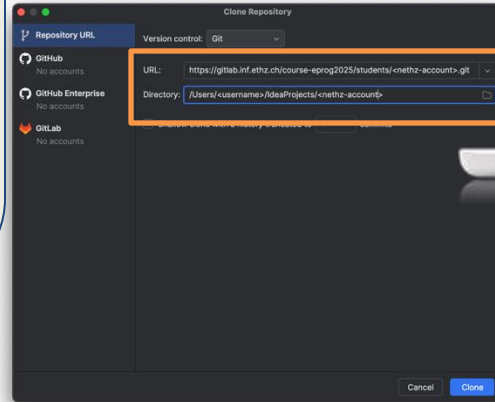 Clone Repository
Repository URL
GitHub
No accounts
GitHub Enterprise
No accounts
GitLab
No accounts
Version control: Git
URL: https://gitlab.inf.ethz.ch/course-eprog2025/students/<nethz-account>.git
Directory: /Users/<username>/IdeaProjects/<nethz-account>
commits
Cancel Clone